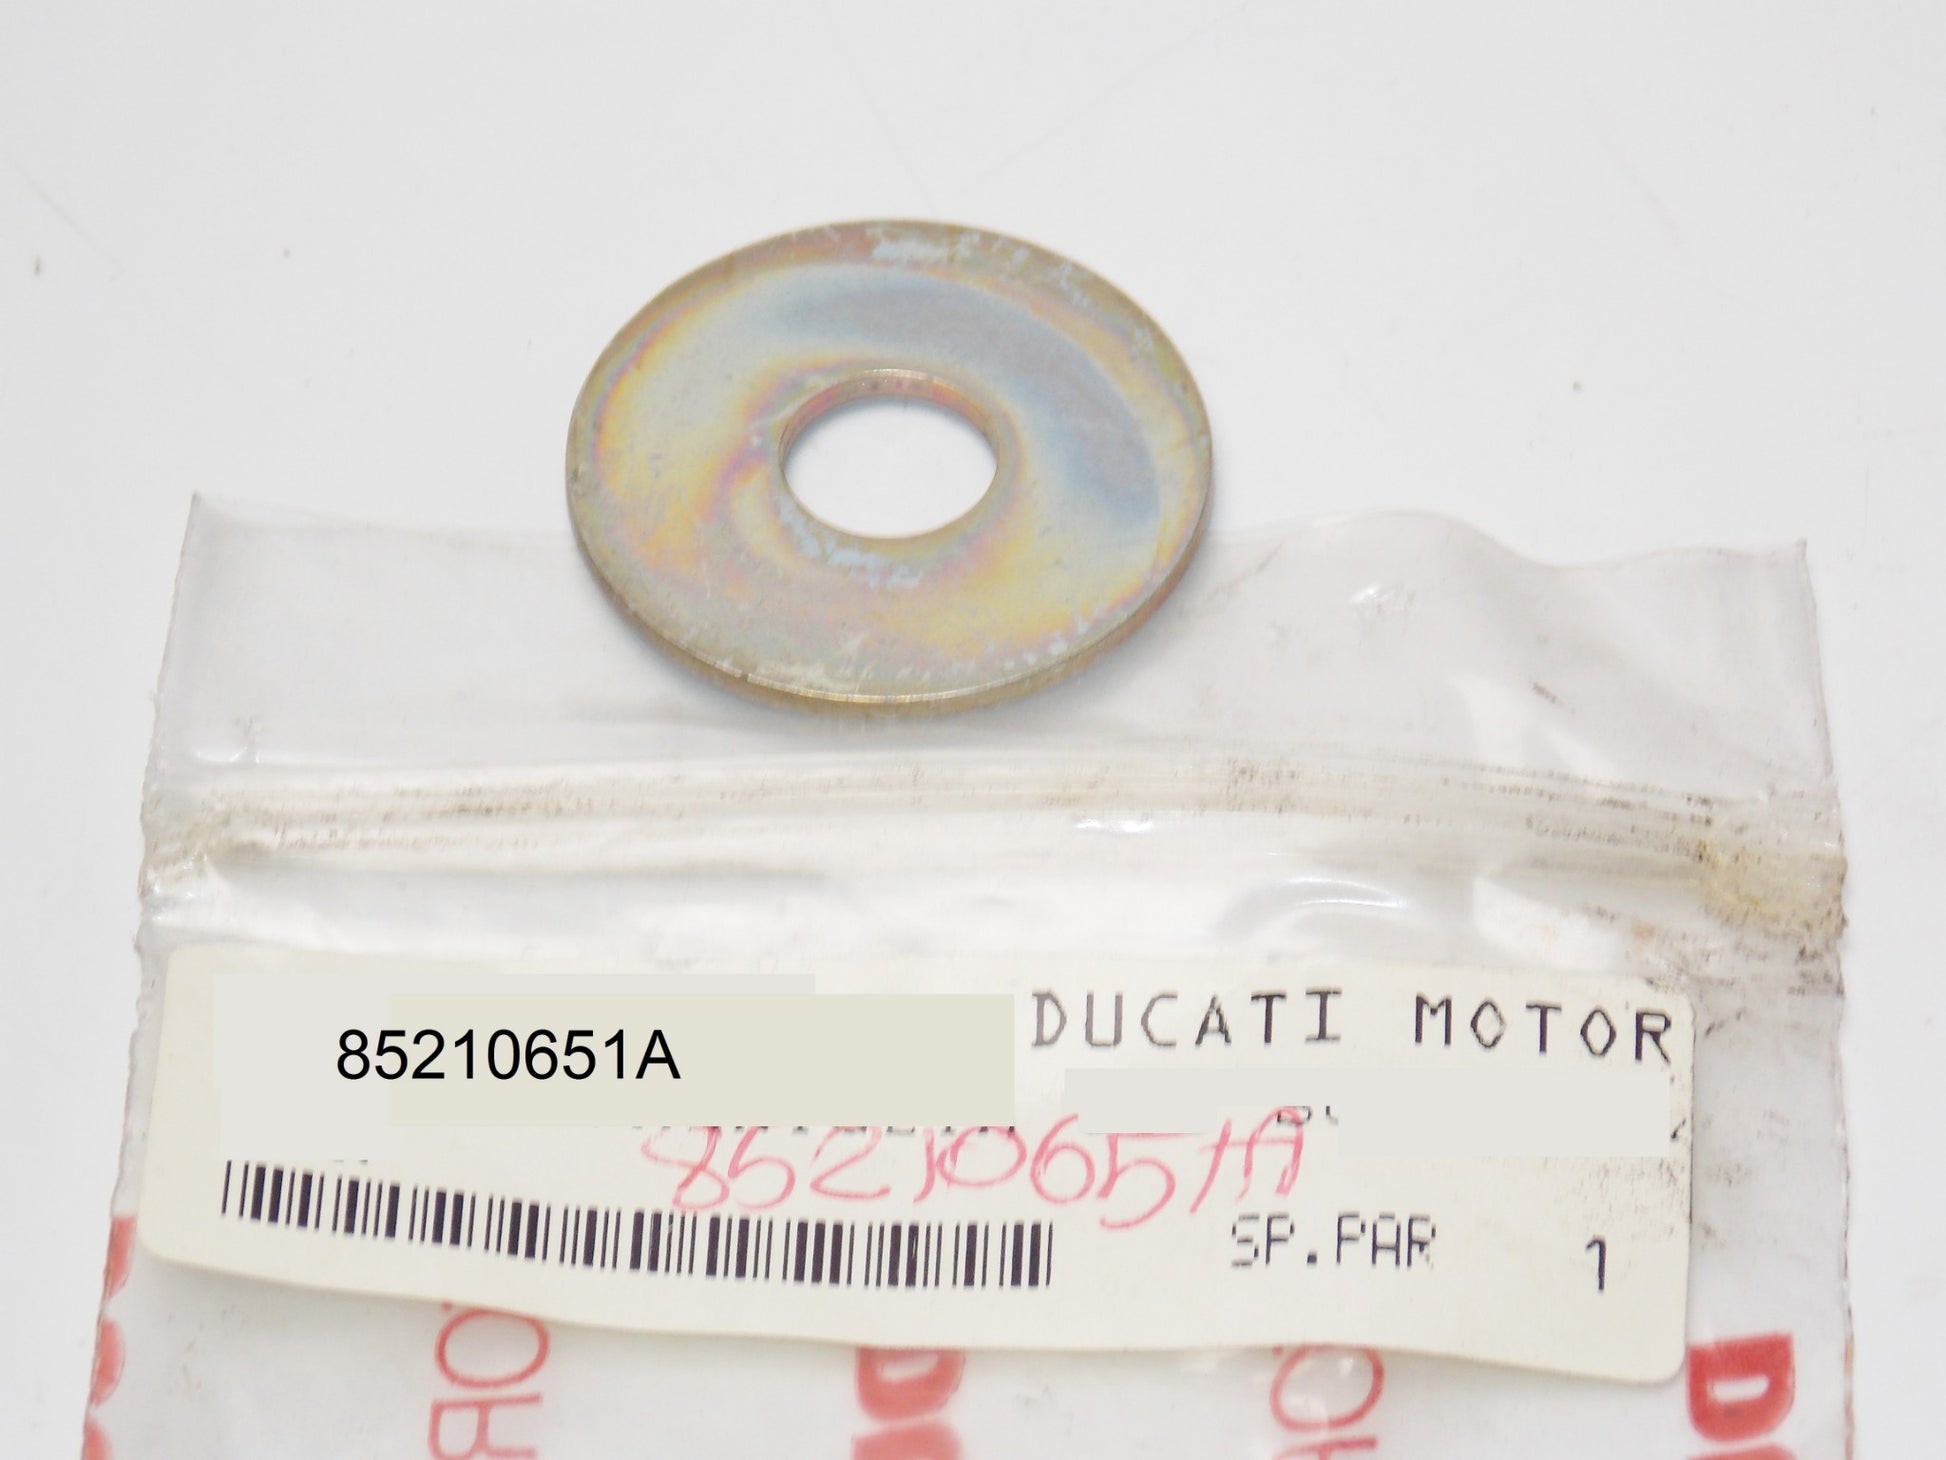 DUCATI MOTOR
85210651A
85210651A
SP.PAR 1